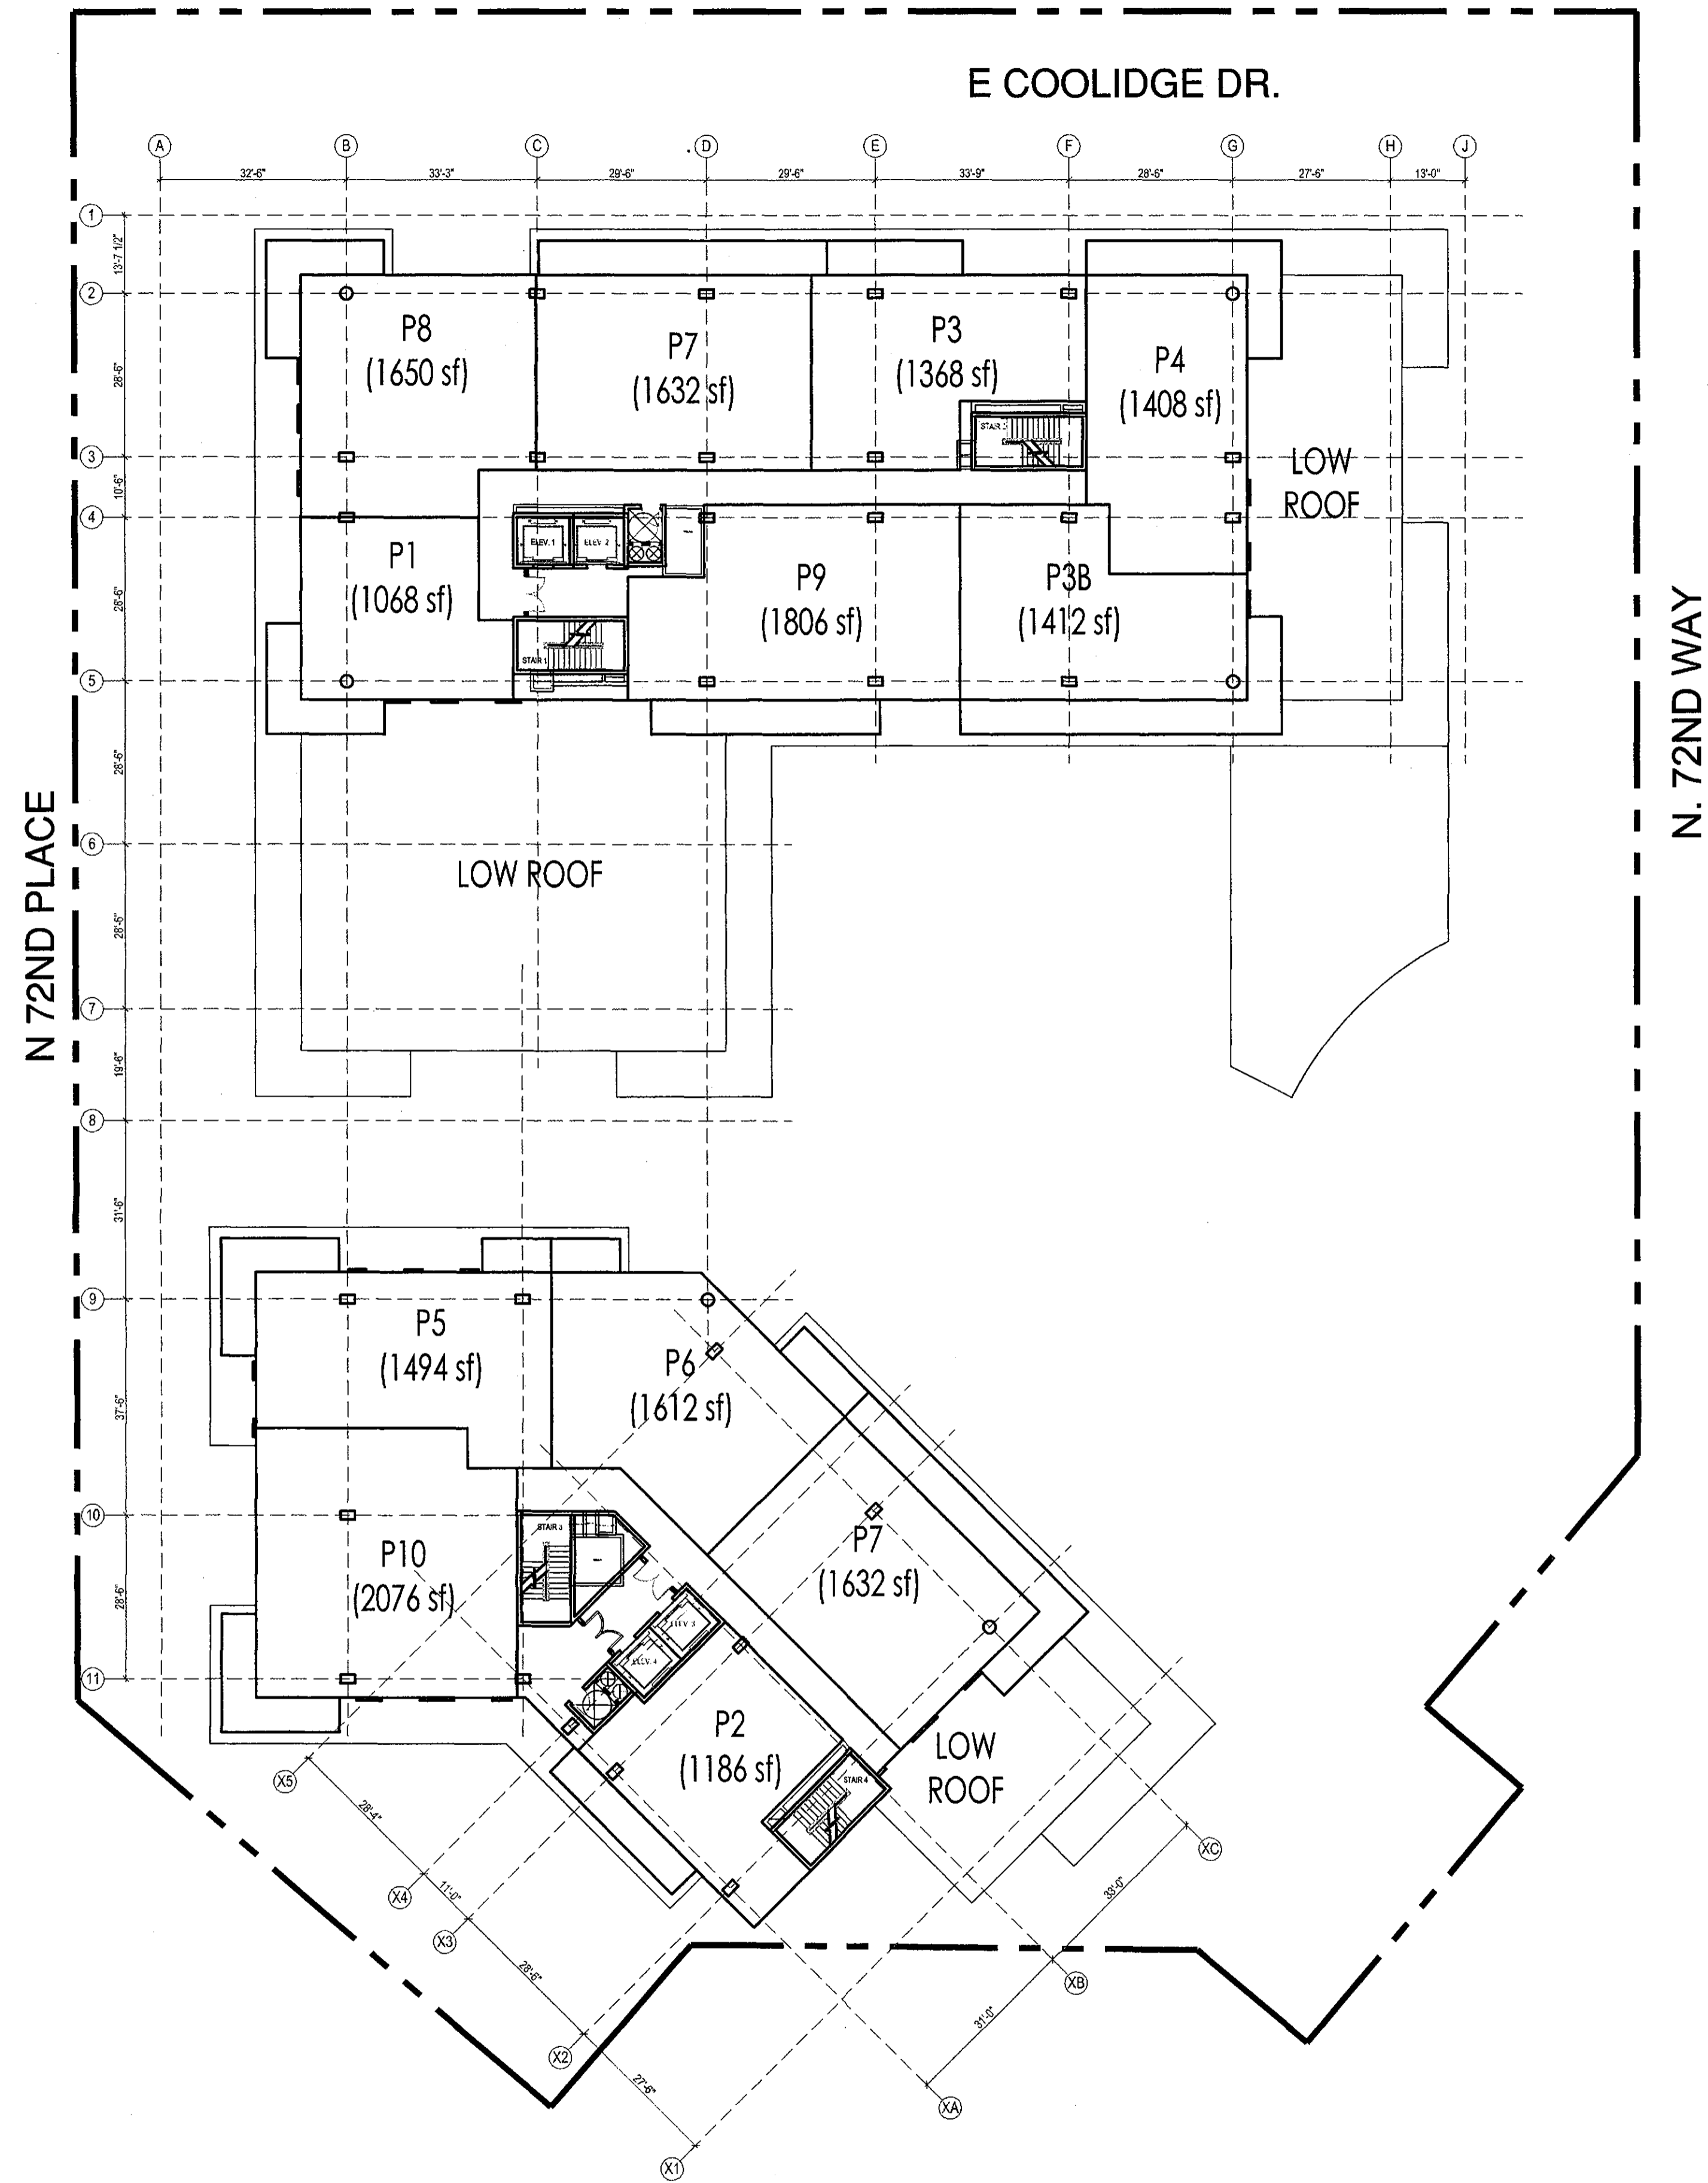 E COOLIDGE DR.
A B C D E F G H J
32'-6" 33'-3" 29'-6" 29'-6" 33'-9" 28'-6" 27'-6" 13'-0"
1
13'-7 1/2"
2
28'-6"
3
10'-6"
4
28'-6"
5
28'-6"
6
28'-6"
7
19'-6"
8
31'-6"
9
37'-6"
10
28'-6"
11
P8
(1650 sf)
P7
(1632 sf)
P3
(1368 sf)
P4
(1408 sf)
STAIR 2
LOW
ROOF
P1
(1068 sf)
ELEV. 1
ELEV. 2
STAIR 1
P9
(1806 sf)
P3B
(1412 sf)
N. 72ND WAY
N 72ND PLACE
LOW ROOF
P5
(1494 sf)
P6
(1612 sf)
P10
(2076 sf)
STAIR 3
P7
(1632 sf)
ELEV. 3
ELEV. 4
P2
(1186 sf)
STAIR 4
LOW
ROOF
X5
28'-4"
X4
11'-0"
X3
28'-6"
X2
27'-6"
X1
XC
33'-0"
XB
31'-0"
XA